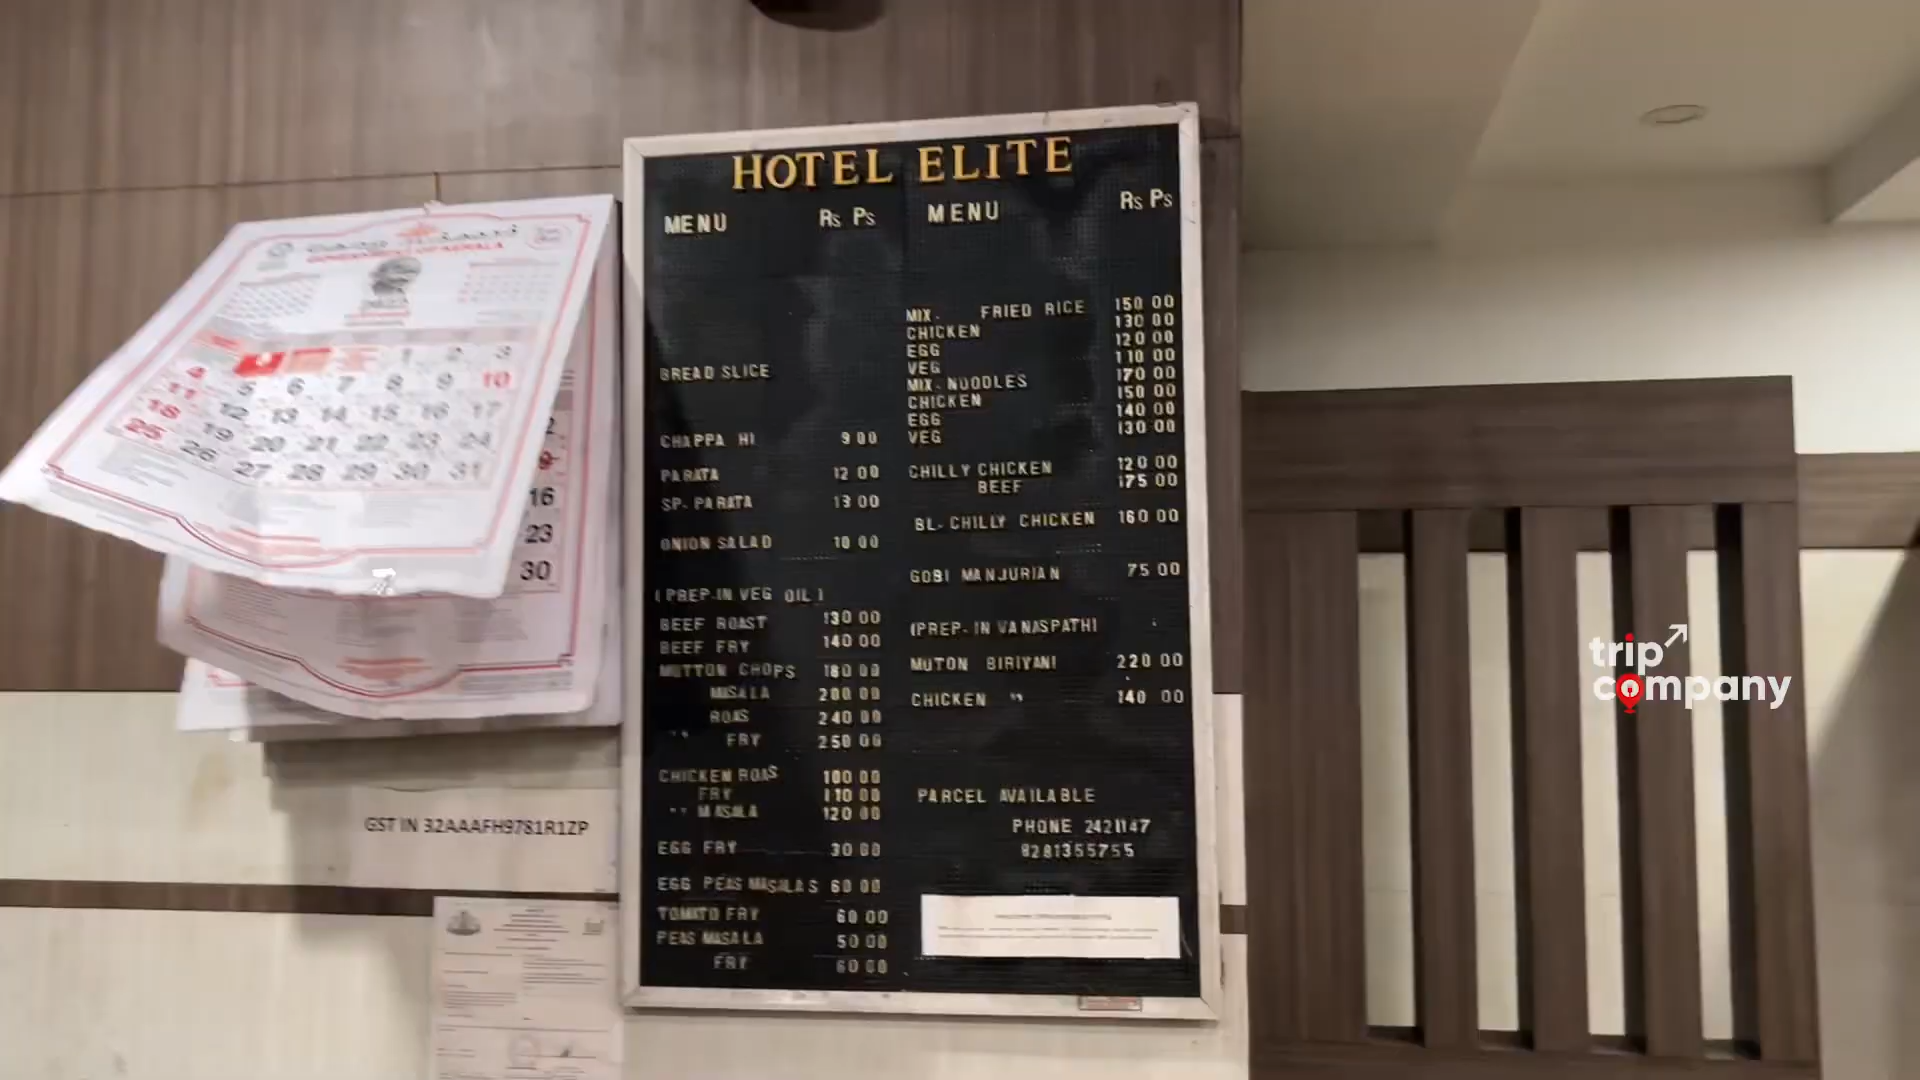 HOTEL ELITE
MENU Rs Ps
BREAD SLICE
CHAPPA HI 9 00
PARATA 12 00
SP- PARATA 13 00
ONION SALAD 10 00
( PREP-IN VEG OIL )
BEEF ROAST 130 00
BEEF FRY 140 00
MUTTON CHOPS 180 00
MASALA 200 00
ROAS 240 00
" FRY 250 00
CHICKEN ROAS 100 00
FRY 110 00
" MASALA 120 00
EGG FRY 30 00
EGG PEAS MASALA S 60 00
TOMATO FRY 60 00
PEAS MASALA 50 00
FRY 60 00
MENU Rs Ps
MIX. FRIED RICE 150 00
CHICKEN 130 00
EGG 120 00
VEG 110 00
MIX-NOODLES 170 00
CHICKEN 150 00
EGG 140 00
VEG 130 00
CHILLY CHICKEN 120 00
BEEF 175 00
BL- CHILLY CHICKEN 160 00
GOBI MANJURIAN 75 00
(PREP- IN VANASPATH)
MUTON BIRIYANI 220 00
CHICKEN " 140 00
PARCEL AVAILABLE
PHONE 2421147
8281355755
GOVERNMENT OF KERALA
1 2 3
4 5 6 7 8 9 10
11 12 13 14 15 16 17
18 19 20 21 22 23 24
25 26 27 28 29 30 31
16
23
30
GST IN 32AAAFH9781R1ZP
trip
company